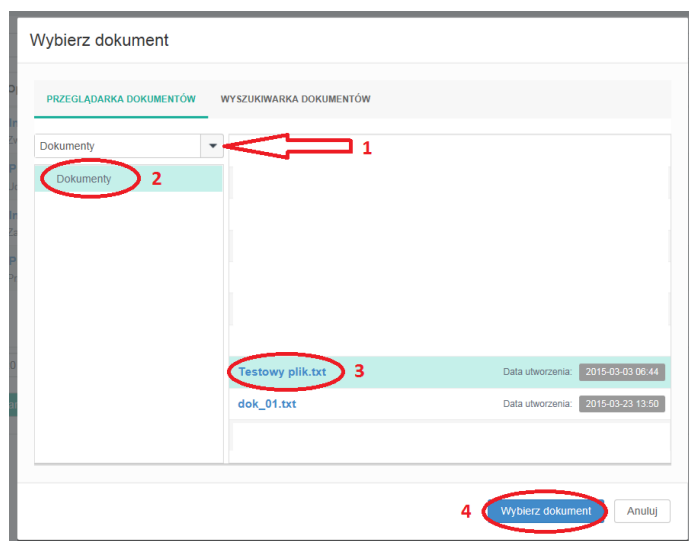 Wybierz dokument
PRZEGLĄDARKA DOKUMENTÓW WYSZUKIWARKA DOKUMENTÓW
Dokumenty 1
Dokumenty 2
Testowy plik.txt 3 Data utworzenia: 2015-03-03 06:44
dok_01.txt Data utworzenia: 2015-03-23 13:50
4 Wybierz dokument Anuluj